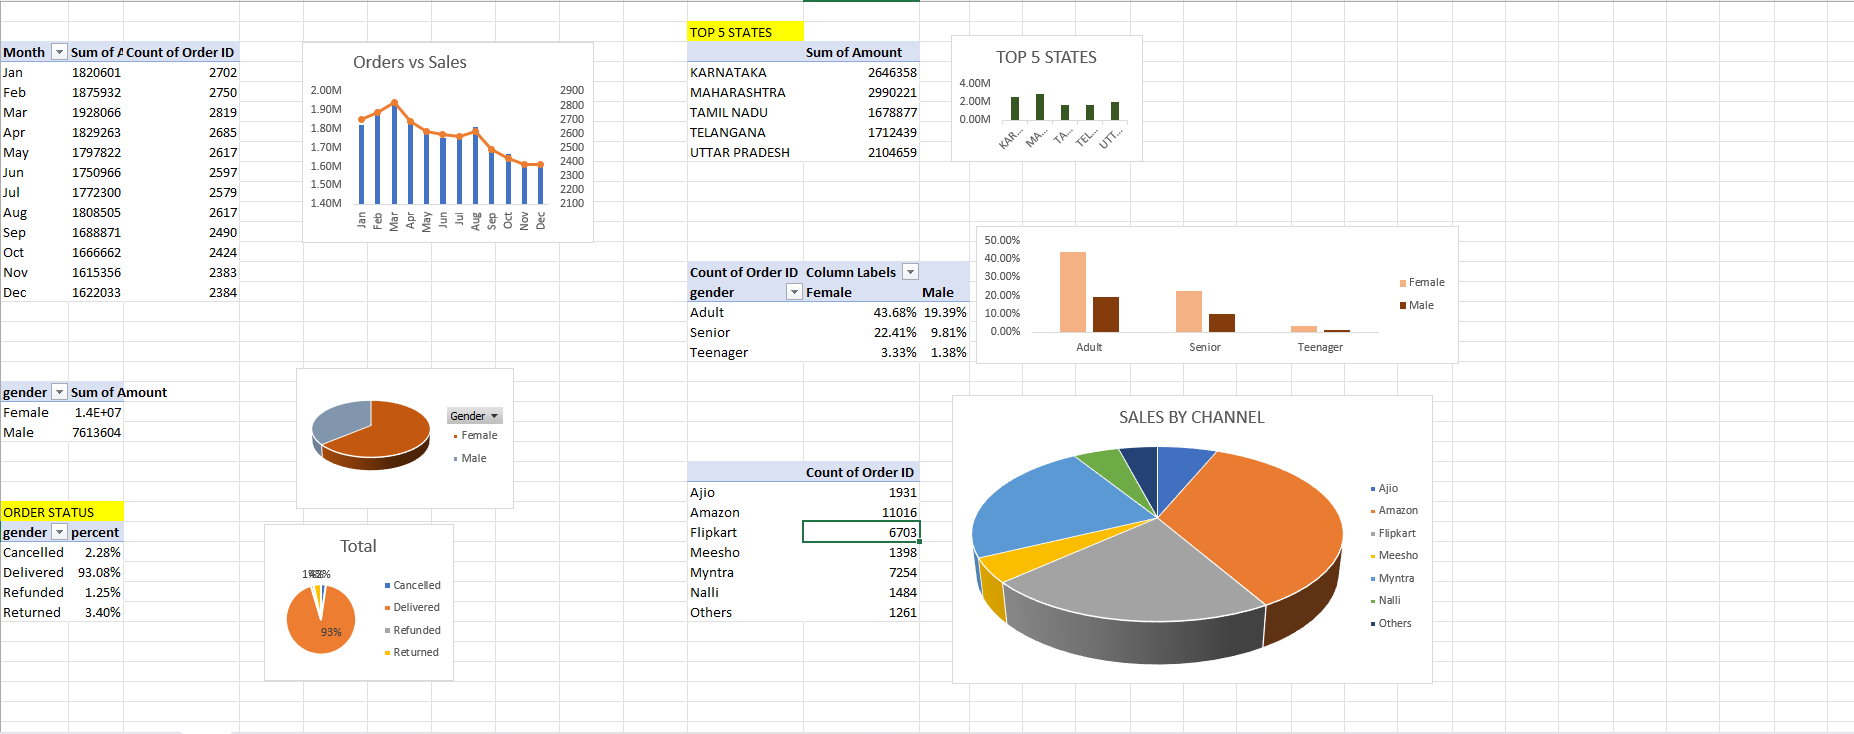 Month Sum of A Count of Order ID
Jan 1820601 2702
Feb 1875932 2750
Mar 1928066 2819
Apr 1829263 2685
May 1797822 2617
Jun 1750966 2597
Jul 1772300 2579
Aug 1808505 2617
Sep 1688871 2490
Oct 1666662 2424
Nov 1615356 2383
Dec 1622033 2384
Orders vs Sales
2.00M 2900
1.90M 2800
1.80M 2700
1.70M 2600
1.60M 2500
1.50M 2400
1.40M 2300
2200
2100
Jan Feb Mar Apr May Jun Jul Aug Sep Oct Nov Dec
TOP 5 STATES
Sum of Amount
KARNATAKA 2646358
MAHARASHTRA 2990221
TAMIL NADU 1678877
TELANGANA 1712439
UTTAR PRADESH 2104659
TOP 5 STATES
4.00M
2.00M
0.00M
KAR... MA... TA... TEL... UTT...
Count of Order ID Column Labels
gender Female Male
Adult 43.68% 19.39%
Senior 22.41% 9.81%
Teenager 3.33% 1.38%
50.00%
40.00%
30.00%
20.00%
10.00%
0.00%
Adult Senior Teenager
Female
Male
gender Sum of Amount
Female 1.4E+07
Male 7613604
Gender
Female
Male
ORDER STATUS
gender percent
Cancelled 2.28%
Delivered 93.08%
Refunded 1.25%
Returned 3.40%
Total
93%
Cancelled
Delivered
Refunded
Returned
Count of Order ID
Ajio 1931
Amazon 11016
Flipkart 6703
Meesho 1398
Myntra 7254
Nalli 1484
Others 1261
SALES BY CHANNEL
Ajio
Amazon
Flipkart
Meesho
Myntra
Nalli
Others